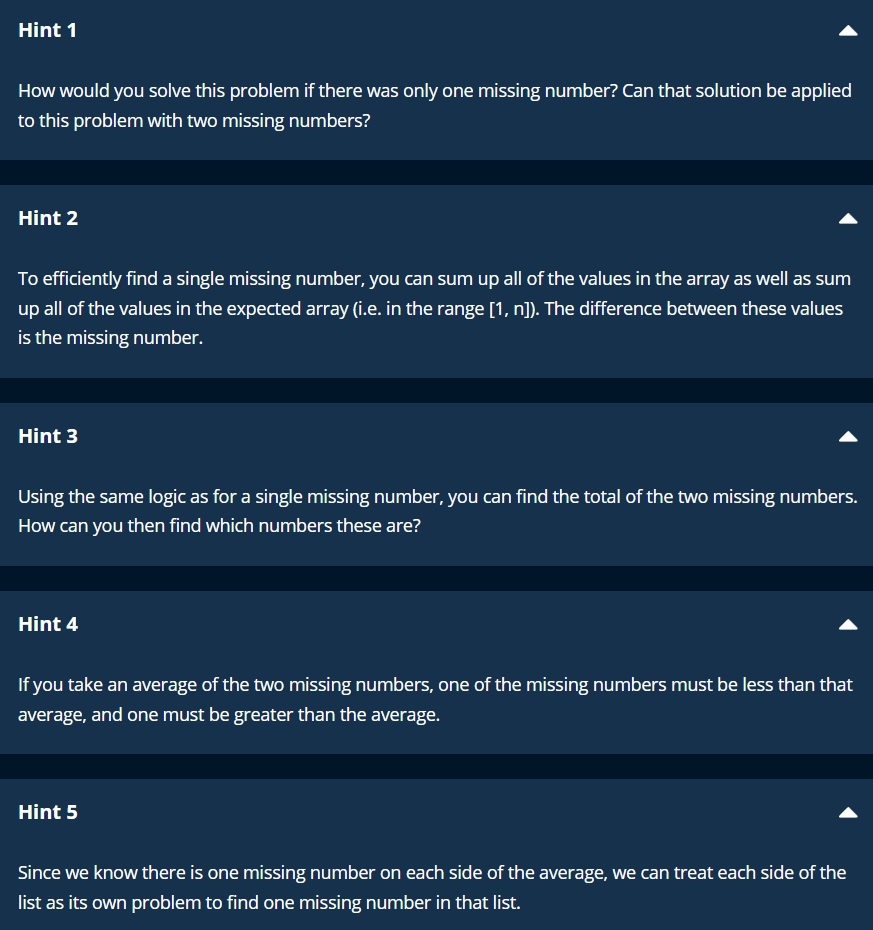 Hint 1
How would you solve this problem if there was only one missing number? Can that solution be applied
to this problem with two missing numbers?
Hint 2
To efficiently find a single missing number, you can sum up all of the values in the array as well as sum
up all of the values in the expected array (i.e. in the range [1, n]). The difference between these values
is the missing number.
Hint 3
Using the same logic as for a single missing number, you can find the total of the two missing numbers.
How can you then find which numbers these are?
Hint 4
If you take an average of the two missing numbers, one of the missing numbers must be less than that
average, and one must be greater than the average.
Hint 5
Since we know there is one missing number on each side of the average, we can treat each side of the
list as its own problem to find one missing number in that list.